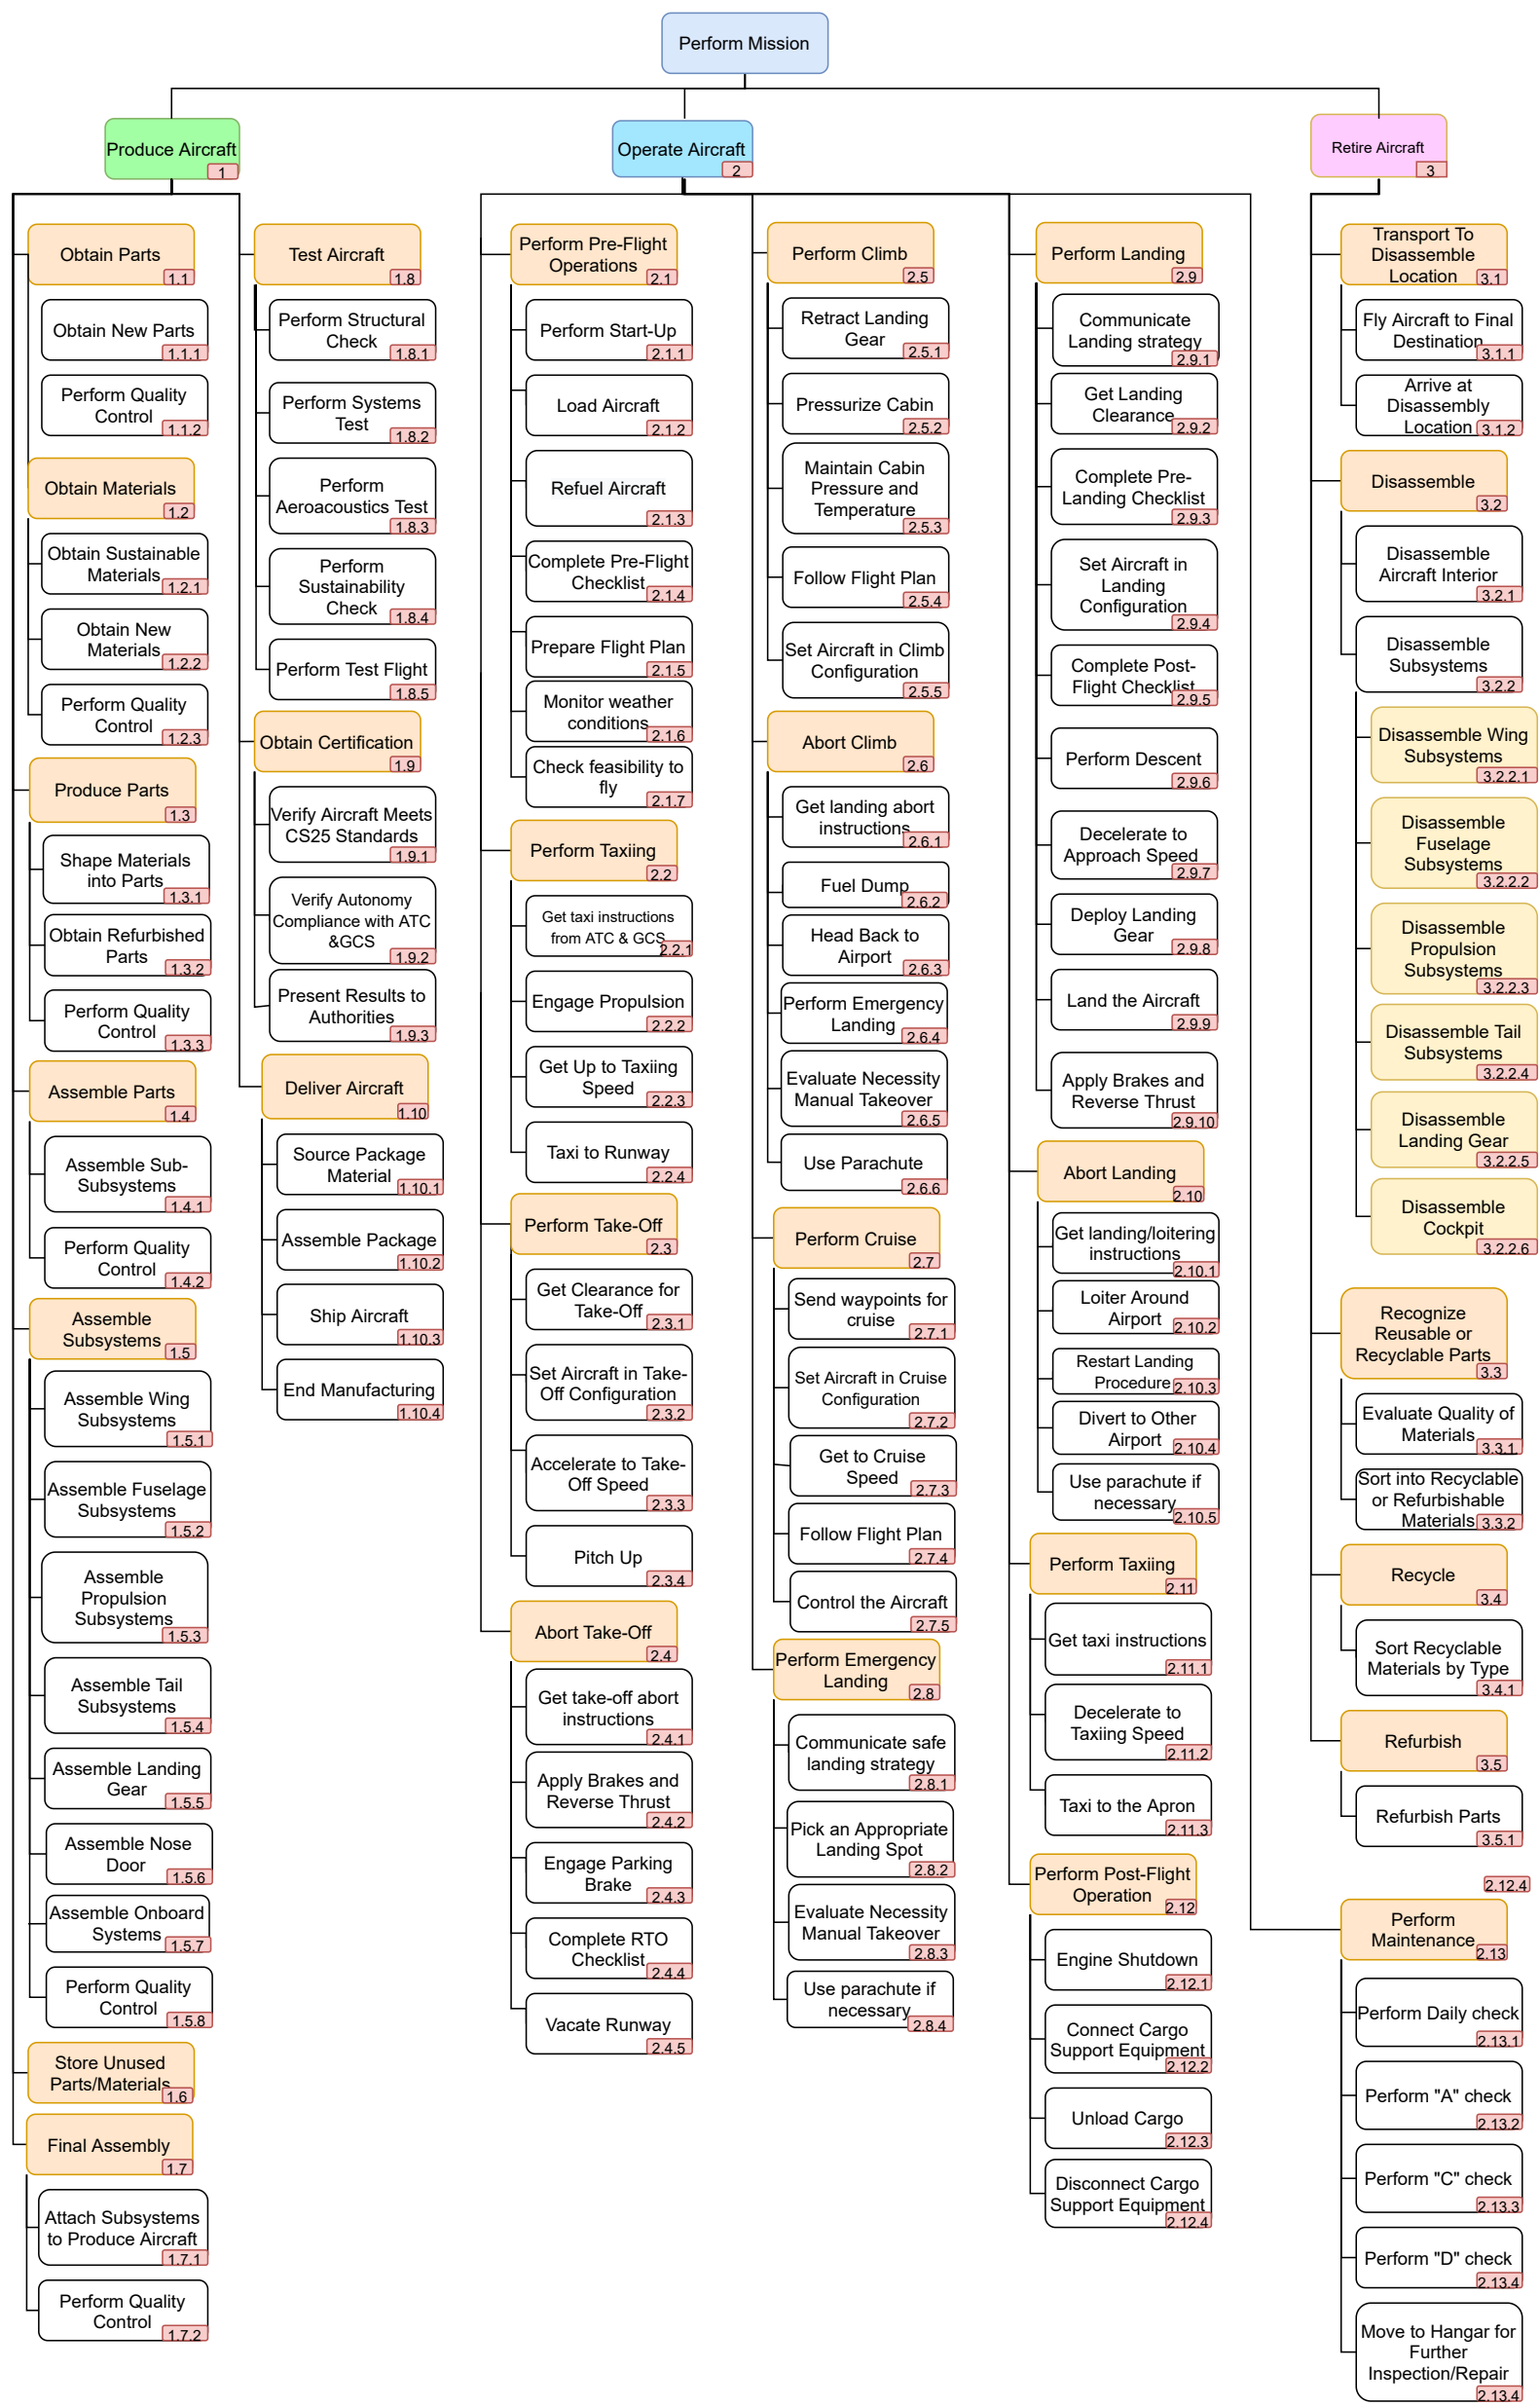 Perform Mission
Produce Aircraft
1
Operate Aircraft
2
Retire Aircraft
3
Obtain Parts
1.1
Obtain New Parts
1.1.1
Perform Quality
Control
1.1.2
Obtain Materials
1.2
Obtain Sustainable
Materials
1.2.1
Obtain New
Materials
1.2.2
Perform Quality
Control
1.2.3
Produce Parts
1.3
Shape Materials
into Parts
1.3.1
Obtain Refurbished
Parts
1.3.2
Perform Quality
Control
1.3.3
Assemble Parts
1.4
Assemble Sub-
Subsystems
1.4.1
Perform Quality
Control
1.4.2
Assemble
Subsystems
1.5
Assemble Wing
Subsystems
1.5.1
Assemble Fuselage
Subsystems
1.5.2
Assemble
Propulsion
Subsystems
1.5.3
Assemble Tail
Subsystems
1.5.4
Assemble Landing
Gear
1.5.5
Assemble Nose
Door
1.5.6
Assemble Onboard
Systems
1.5.7
Perform Quality
Control
1.5.8
Store Unused
Parts/Materials
1.6
Final Assembly
1.7
Attach Subsystems
to Produce Aircraft
1.7.1
Perform Quality
Control
1.7.2
Test Aircraft
1.8
Perform Structural
Check
1.8.1
Perform Systems
Test
1.8.2
Perform
Aeroacoustics Test
1.8.3
Perform
Sustainability
Check
1.8.4
Perform Test Flight
1.8.5
Obtain Certification
1.9
Verify Aircraft Meets
CS25 Standards
1.9.1
Verify Autonomy
Compliance with ATC
&GCS
1.9.2
Present Results to
Authorities
1.9.3
Deliver Aircraft
1.10
Source Package
Material
1.10.1
Assemble Package
1.10.2
Ship Aircraft
1.10.3
End Manufacturing
1.10.4
Perform Pre-Flight
Operations
2.1
Perform Start-Up
2.1.1
Load Aircraft
2.1.2
Refuel Aircraft
2.1.3
Complete Pre-Flight
Checklist
2.1.4
Prepare Flight Plan
2.1.5
Monitor weather
conditions
2.1.6
Check feasibility to
fly
2.1.7
Perform Taxiing
2.2
Get taxi instructions
from ATC & GCS
2.2.1
Engage Propulsion
2.2.2
Get Up to Taxiing
Speed
2.2.3
Taxi to Runway
2.2.4
Perform Take-Off
2.3
Get Clearance for
Take-Off
2.3.1
Set Aircraft in Take-
Off Configuration
2.3.2
Accelerate to Take-
Off Speed
2.3.3
Pitch Up
2.3.4
Abort Take-Off
2.4
Get take-off abort
instructions
2.4.1
Apply Brakes and
Reverse Thrust
2.4.2
Engage Parking
Brake
2.4.3
Complete RTO
Checklist
2.4.4
Vacate Runway
2.4.5
Perform Climb
2.5
Retract Landing
Gear
2.5.1
Pressurize Cabin
2.5.2
Maintain Cabin
Pressure and
Temperature
2.5.3
Follow Flight Plan
2.5.4
Set Aircraft in Climb
Configuration
2.5.5
Abort Climb
2.6
Get landing abort
instructions
2.6.1
Fuel Dump
2.6.2
Head Back to
Airport
2.6.3
Perform Emergency
Landing
2.6.4
Evaluate Necessity
Manual Takeover
2.6.5
Use Parachute
2.6.6
Perform Cruise
2.7
Send waypoints for
cruise
2.7.1
Set Aircraft in Cruise
Configuration
2.7.2
Get to Cruise
Speed
2.7.3
Follow Flight Plan
2.7.4
Control the Aircraft
2.7.5
Perform Emergency
Landing
2.8
Communicate safe
landing strategy
2.8.1
Pick an Appropriate
Landing Spot
2.8.2
Evaluate Necessity
Manual Takeover
2.8.3
Use parachute if
necessary
2.8.4
Perform Landing
2.9
Communicate
Landing strategy
2.9.1
Get Landing
Clearance
2.9.2
Complete Pre-
Landing Checklist
2.9.3
Set Aircraft in
Landing
Configuration
2.9.4
Complete Post-
Flight Checklist
2.9.5
Perform Descent
2.9.6
Decelerate to
Approach Speed
2.9.7
Deploy Landing
Gear
2.9.8
Land the Aircraft
2.9.9
Apply Brakes and
Reverse Thrust
2.9.10
Abort Landing
2.10
Get landing/loitering
instructions
2.10.1
Loiter Around
Airport
2.10.2
Restart Landing
Procedure
2.10.3
Divert to Other
Airport
2.10.4
Use parachute if
necessary
2.10.5
Perform Taxiing
2.11
Get taxi instructions
2.11.1
Decelerate to
Taxiing Speed
2.11.2
Taxi to the Apron
2.11.3
Perform Post-Flight
Operation
2.12
Engine Shutdown
2.12.1
Connect Cargo
Support Equipment
2.12.2
Unload Cargo
2.12.3
Disconnect Cargo
Support Equipment
2.12.4
Transport To
Disassemble
Location
3.1
Fly Aircraft to Final
Destination
3.1.1
Arrive at
Disassembly
Location
3.1.2
Disassemble
3.2
Disassemble
Aircraft Interior
3.2.1
Disassemble
Subsystems
3.2.2
Disassemble Wing
Subsystems
3.2.2.1
Disassemble
Fuselage
Subsystems
3.2.2.2
Disassemble
Propulsion
Subsystems
3.2.2.3
Disassemble Tail
Subsystems
3.2.2.4
Disassemble
Landing Gear
3.2.2.5
Disassemble
Cockpit
3.2.2.6
Recognize
Reusable or
Recyclable Parts
3.3
Evaluate Quality of
Materials
3.3.1
Sort into Recyclable
or Refurbishable
Materials
3.3.2
Recycle
3.4
Sort Recyclable
Materials by Type
3.4.1
Refurbish
3.5
Refurbish Parts
3.5.1
2.12.4
Perform
Maintenance
2.13
Perform Daily check
2.13.1
Perform "A" check
2.13.2
Perform "C" check
2.13.3
Perform "D" check
2.13.4
Move to Hangar for
Further
Inspection/Repair
2.13.4